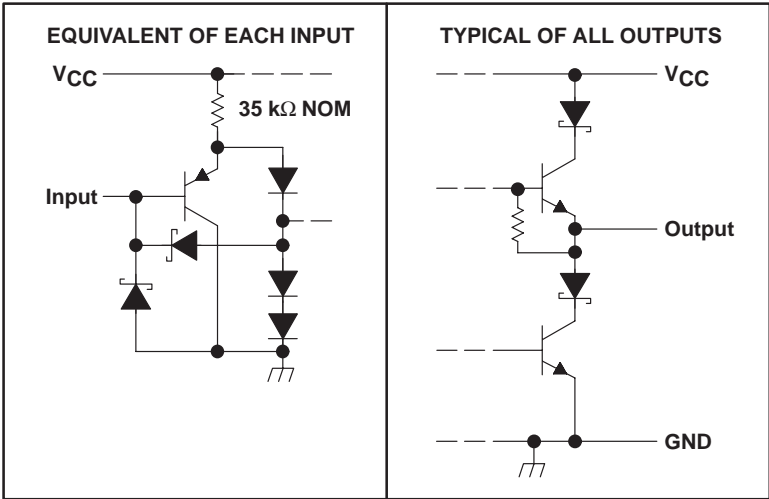 EQUIVALENT OF EACH INPUT
VCC
35 kΩ NOM
Input
TYPICAL OF ALL OUTPUTS
VCC
Output
GND